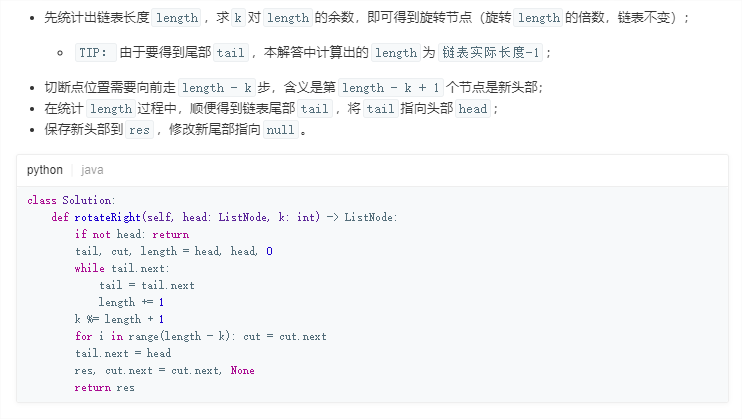 先统计出链表长度 length ，求 k 对 length 的余数，即可得到旋转节点（旋转 length 的倍数，链表不变）；
TIP： 由于要得到尾部 tail ，本解答中计算出的 length 为 链表实际长度-1 ；
切断点位置需要向前走 length - k 步，含义是第 length - k + 1 个节点是新头部；
在统计 length 过程中，顺便得到链表尾部 tail ，将 tail 指向头部 head ；
保存新头部到 res ，修改新尾部指向 null 。
python java
class Solution:
    def rotateRight(self, head: ListNode, k: int) -> ListNode:
        if not head: return
        tail, cut, length = head, head, 0
        while tail.next:
            tail = tail.next
            length += 1
        k %= length + 1
        for i in range(length - k): cut = cut.next
        tail.next = head
        res, cut.next = cut.next, None
        return res